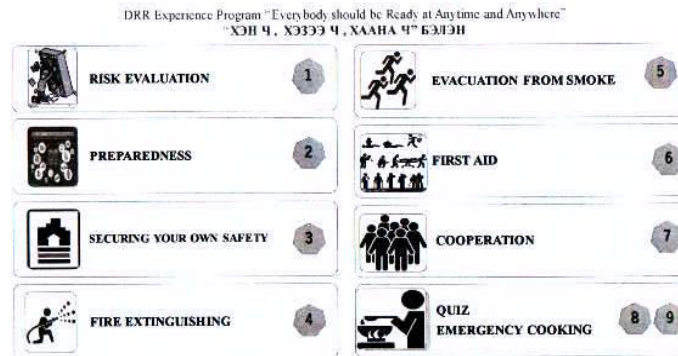 DRR Experience Program "Everybody should be Ready at Anytime and Anywhere"
"ХЭН Ч , ХЭЗЭЭ Ч , ХААНА Ч" БЭЛЭН
RISK EVALUATION 1
PREPAREDNESS 2
SECURING YOUR OWN SAFETY 3
FIRE EXTINGUISHING 4
EVACUATION FROM SMOKE 5
FIRST AID 6
COOPERATION 7
QUIZ
EMERGENCY COOKING 8 9